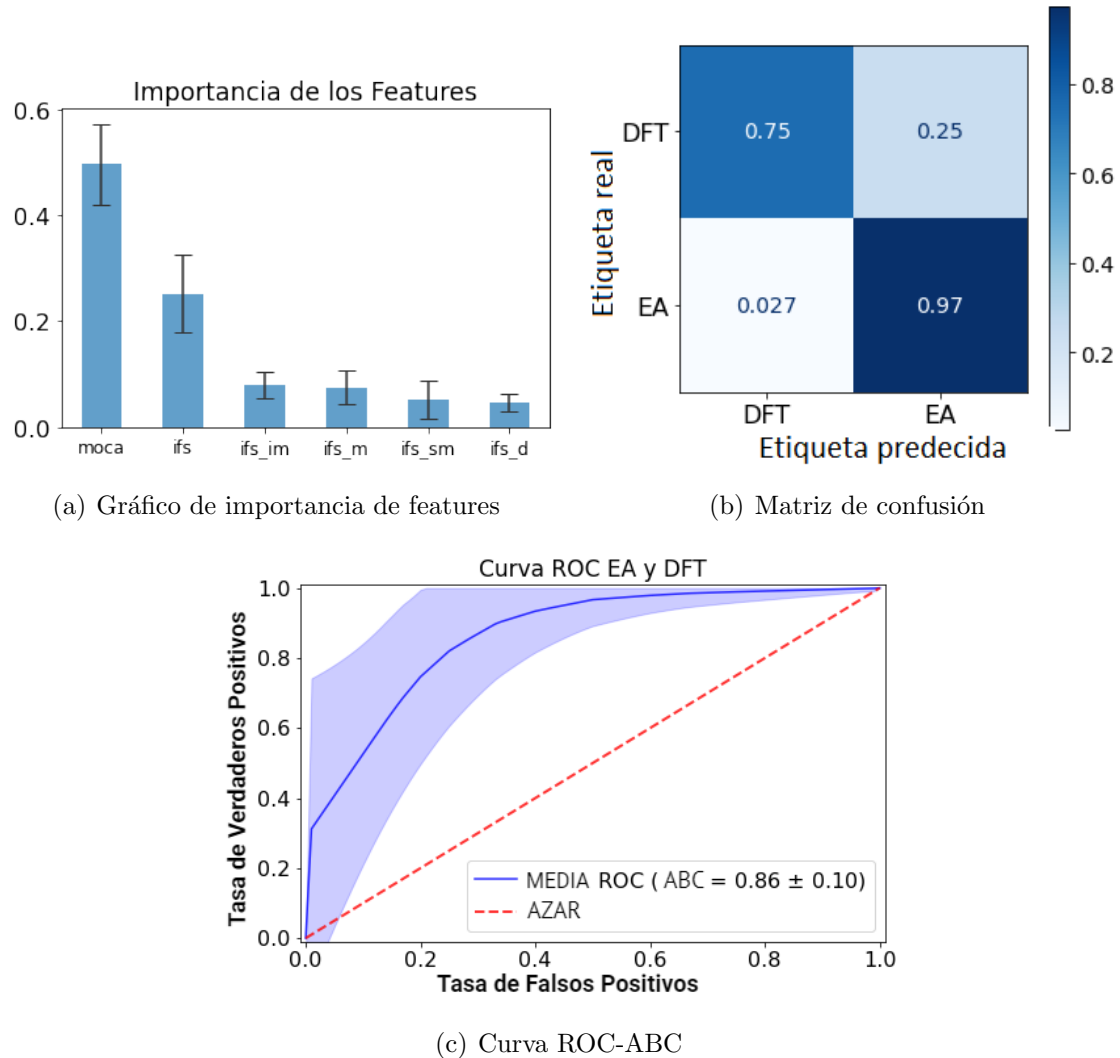 Importancia de los Features
0.6
0.4
0.2
0.0
moca ifs ifs_im ifs_m ifs_sm ifs_d
(a) Gráfico de importancia de features
Etiqueta real
DFT
EA
0.75 0.25
0.027 0.97
DFT EA
Etiqueta predecida
0.8
0.6
0.4
0.2
(b) Matriz de confusión
Curva ROC EA y DFT
Tasa de Verdaderos Positivos
1.0
0.8
0.6
0.4
0.2
0.0
MEDIA ROC ( ABC = 0.86 ± 0.10)
AZAR
0.0 0.2 0.4 0.6 0.8 1.0
Tasa de Falsos Positivos
(c) Curva ROC-ABC